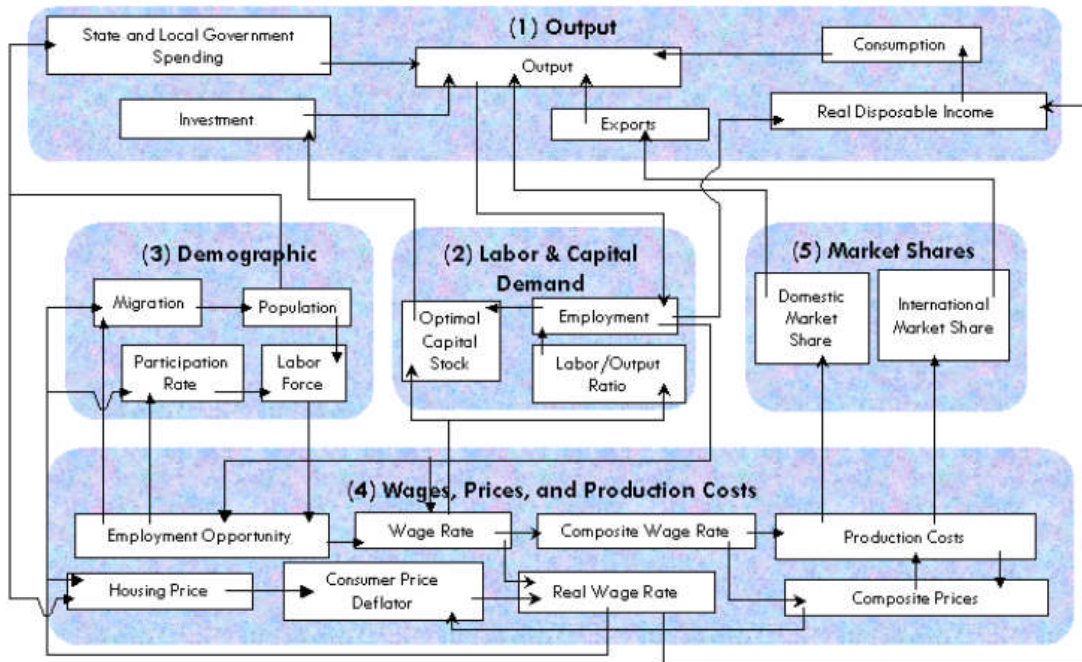 (1) Output
State and Local Government
Spending
Output
Consumption
Investment
Exports
Real Disposable Income
(3) Demographic
Migration
Population
Participation
Rate
Labor
Force
(2) Labor & Capital
Demand
Optimal
Capital
Stock
Employment
Labor/Output
Ratio
(5) Market Shares
Domestic
Market
Share
International
Market Share
(4) Wages, Prices, and Production Costs
Employment Opportunity
Wage Rate
Composite Wage Rate
Production Costs
Housing Price
Consumer Price
Deflator
Real Wage Rate
Composite Prices